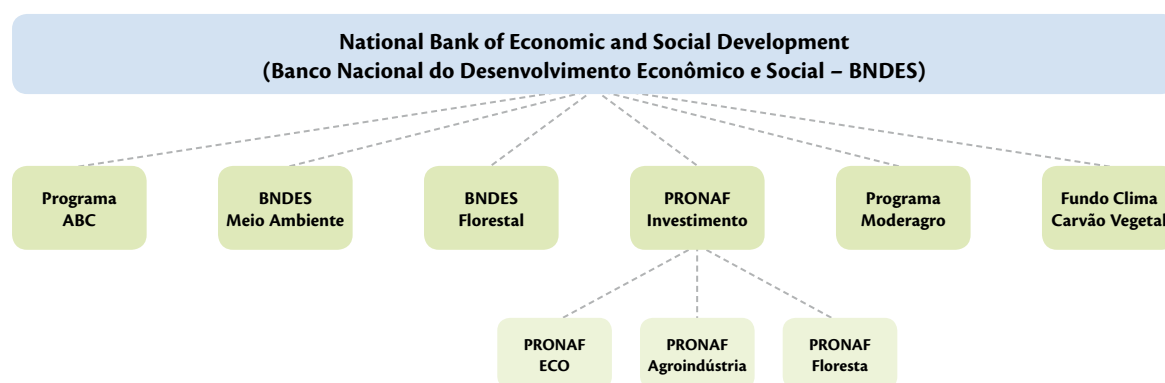 National Bank of Economic and Social Development
(Banco Nacional do Desenvolvimento Econômico e Social – BNDES)
Programa
ABC
BNDES
Meio Ambiente
BNDES
Florestal
PRONAF
Investimento
Programa
Moderagro
Fundo Clima
Carvão Vegetal
PRONAF
ECO
PRONAF
Agroindústria
PRONAF
Floresta